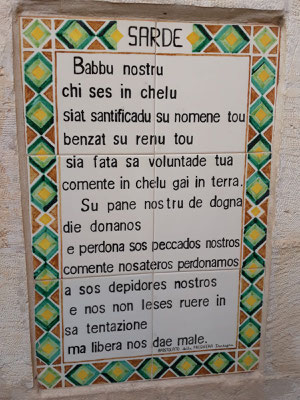 SARDE
Babbu nostru
chi ses in chelu
siat santificadu su nomene tou
benzat su renu tou
sia fata sa voluntade tua
comente in chelu gai in terra.
Su pane nostru de dogna
die donanos
e perdona sos peccados nostros
comente nosateros perdonamos
a sos depidores nostros
e nos non leses ruere in
sa tentazione
ma libera nos dae male.